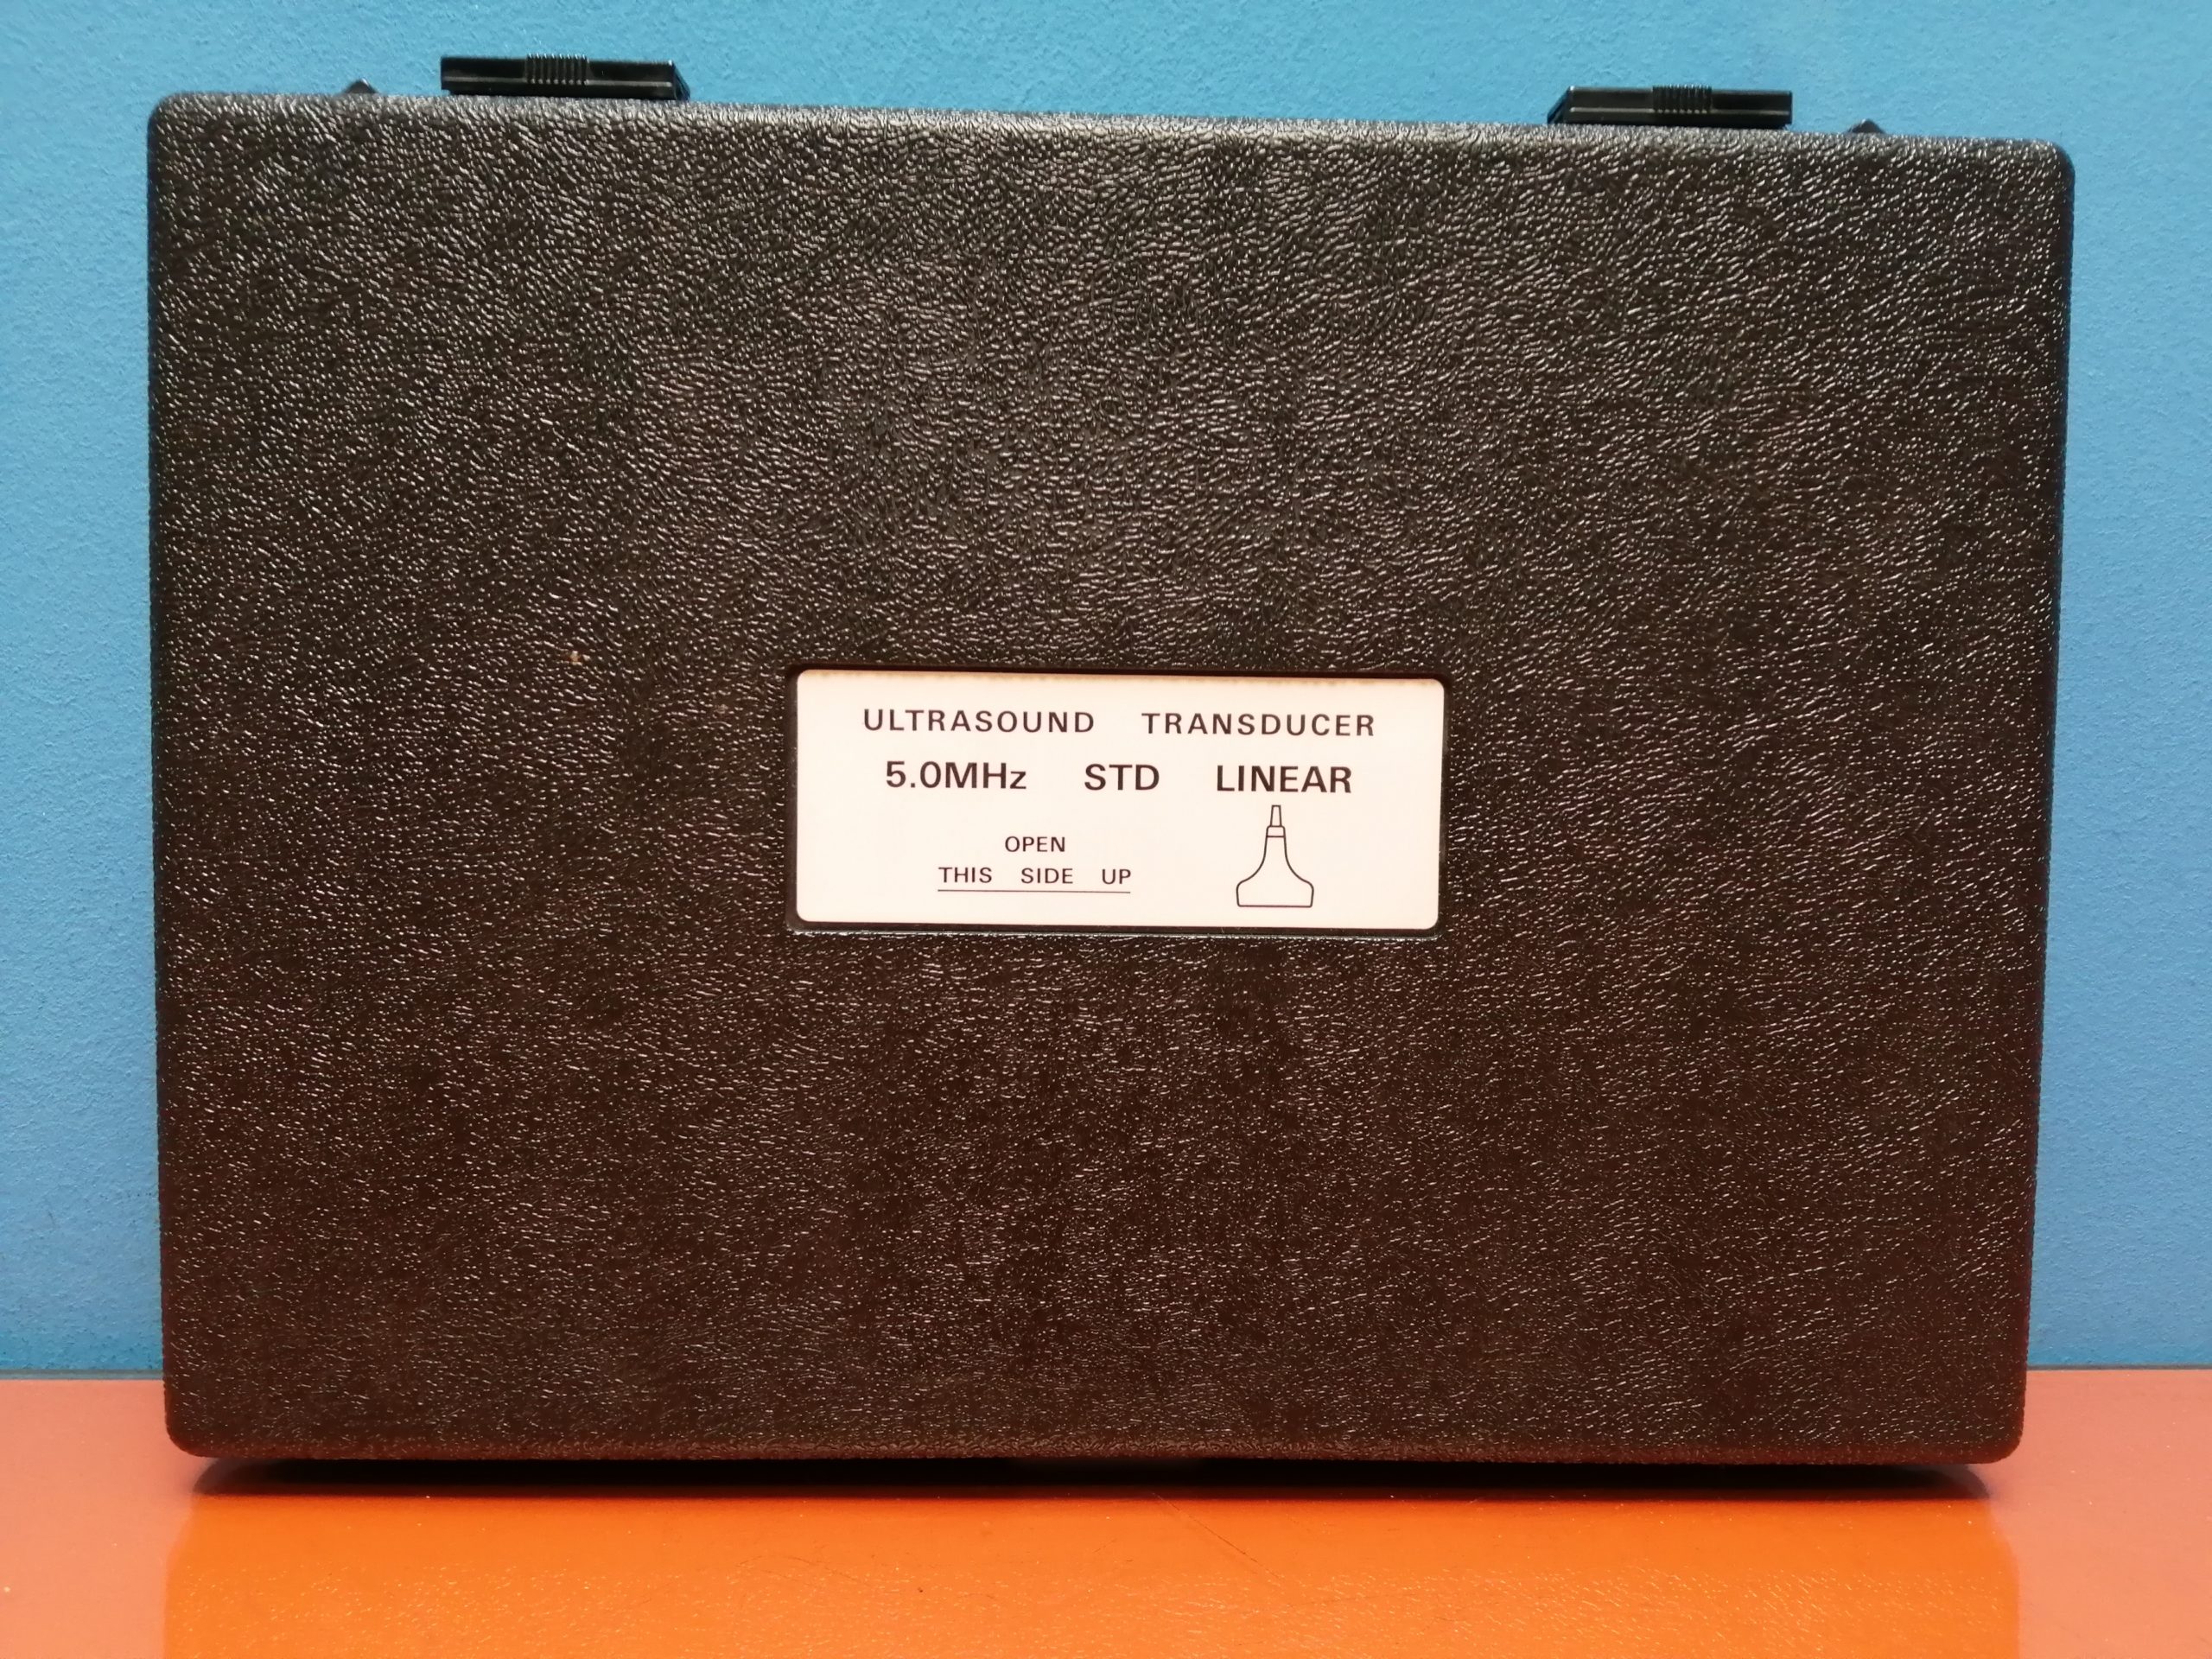 ULTRASOUND TRANSDUCER
5.0MHz STD LINEAR
OPEN
THIS SIDE UP